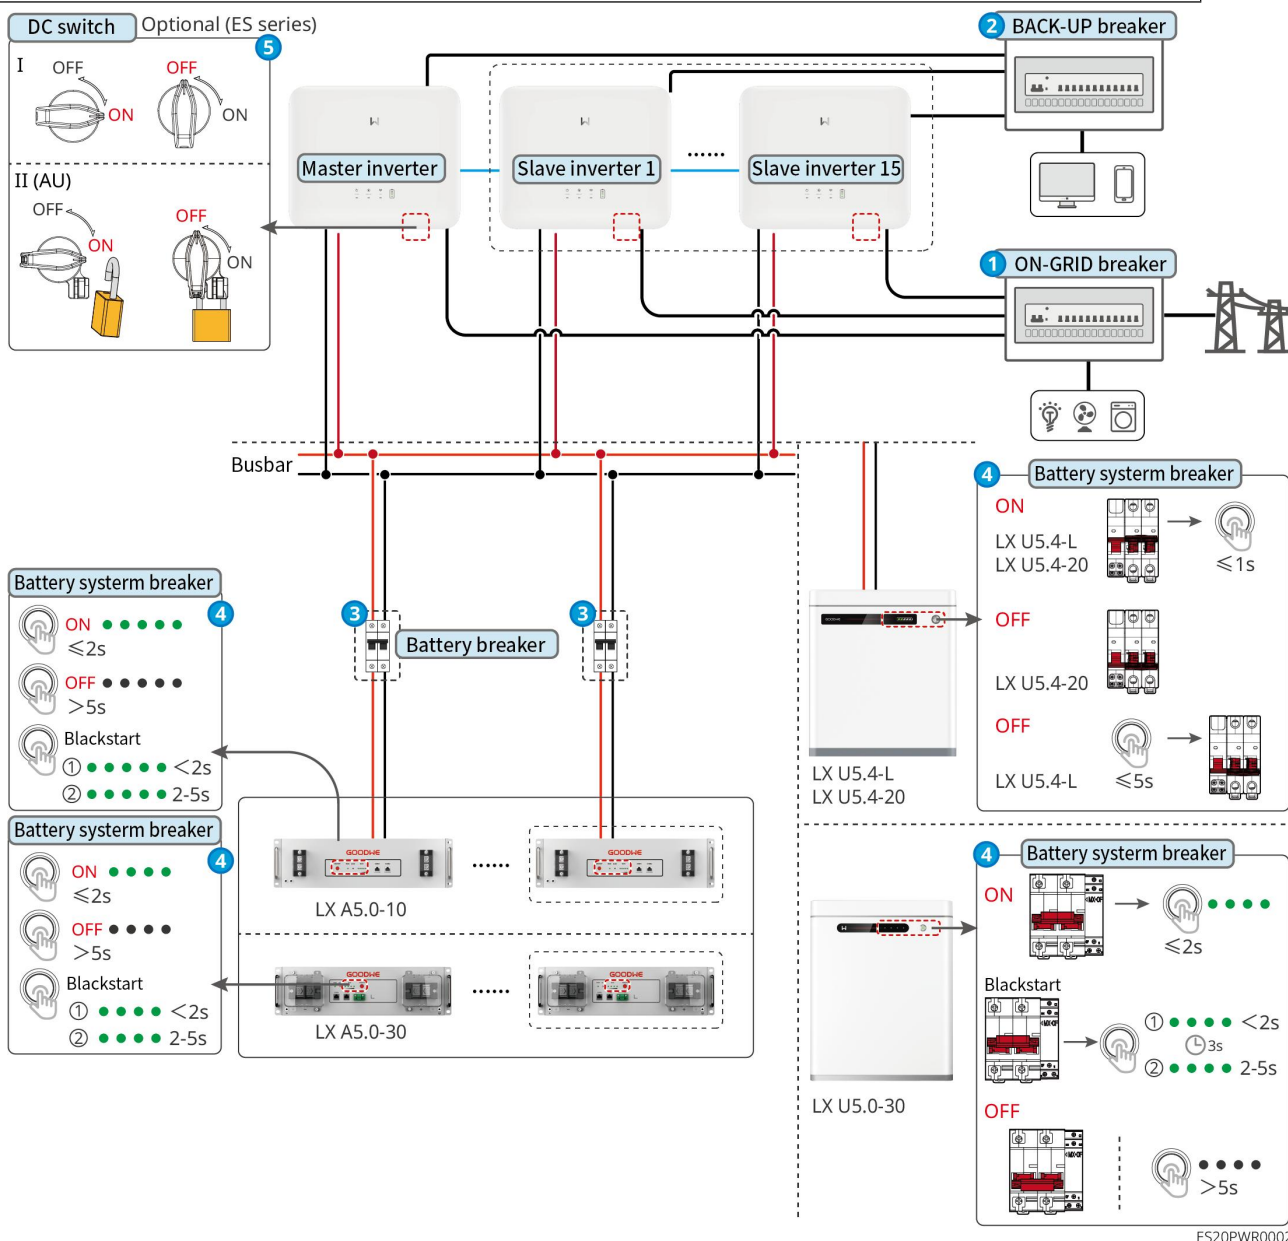 DC switch
Optional (ES series)
5
I
OFF
ON
OFF
ON
II (AU)
OFF
ON
OFF
ON
2
BACK-UP breaker
Master inverter
Slave inverter 1
......
Slave inverter 15
1
ON-GRID breaker
Busbar
4
Battery systerm breaker
ON
LX U5.4-L
LX U5.4-20
≤1s
OFF
LX U5.4-20
OFF
LX U5.4-L
≤5s
LX U5.4-L
LX U5.4-20
Battery systerm breaker
4
ON
≤2s
OFF
>5s
Blackstart
① <2s
② 2-5s
3
Battery breaker
3
Battery systerm breaker
4
ON
≤2s
OFF
>5s
Blackstart
① <2s
② 2-5s
GOODWE
......
GOODWE
LX A5.0-10
GOODWE
......
GOODWE
LX A5.0-30
4
Battery systerm breaker
ON
≤2s
Blackstart
① <2s
3s
② 2-5s
OFF
>5s
LX U5.0-30